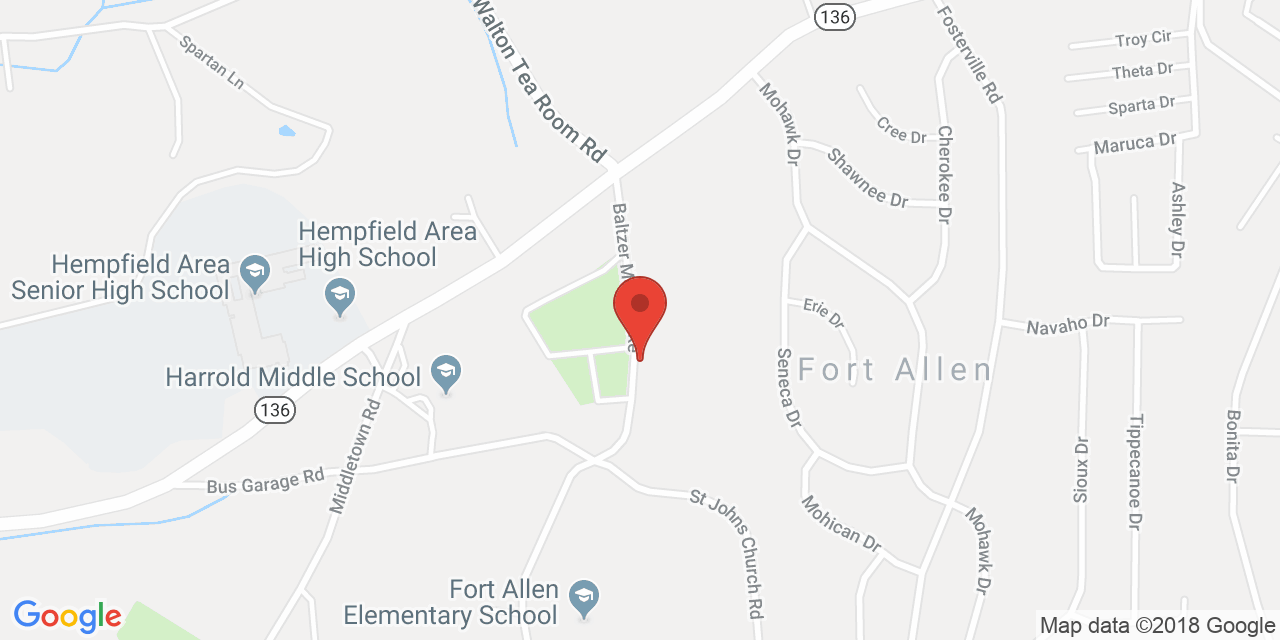 136
Walton Tea Room Rd
Fosterville Rd
Troy Cir
Spartan Ln
Theta Dr
Mohawk Dr
Sparta Dr
Cree Dr
Cherokee Dr
Maruca Dr
Shawnee Dr
Ashley Dr
Hempfield Area
High School
Baltzer M
Hempfield Area
Senior High School
Erie Dr
Navaho Dr
Harrold Middle School
Seneca Dr
Fort Allen
136
Middletown Rd
Bonita Dr
Tippecanoe Dr
Sioux Dr
Bus Garage Rd
St Johns Church Rd
Mohican Dr
Mohawk Dr
Fort Allen
Elementary School
Google
Map data ©2018 Google